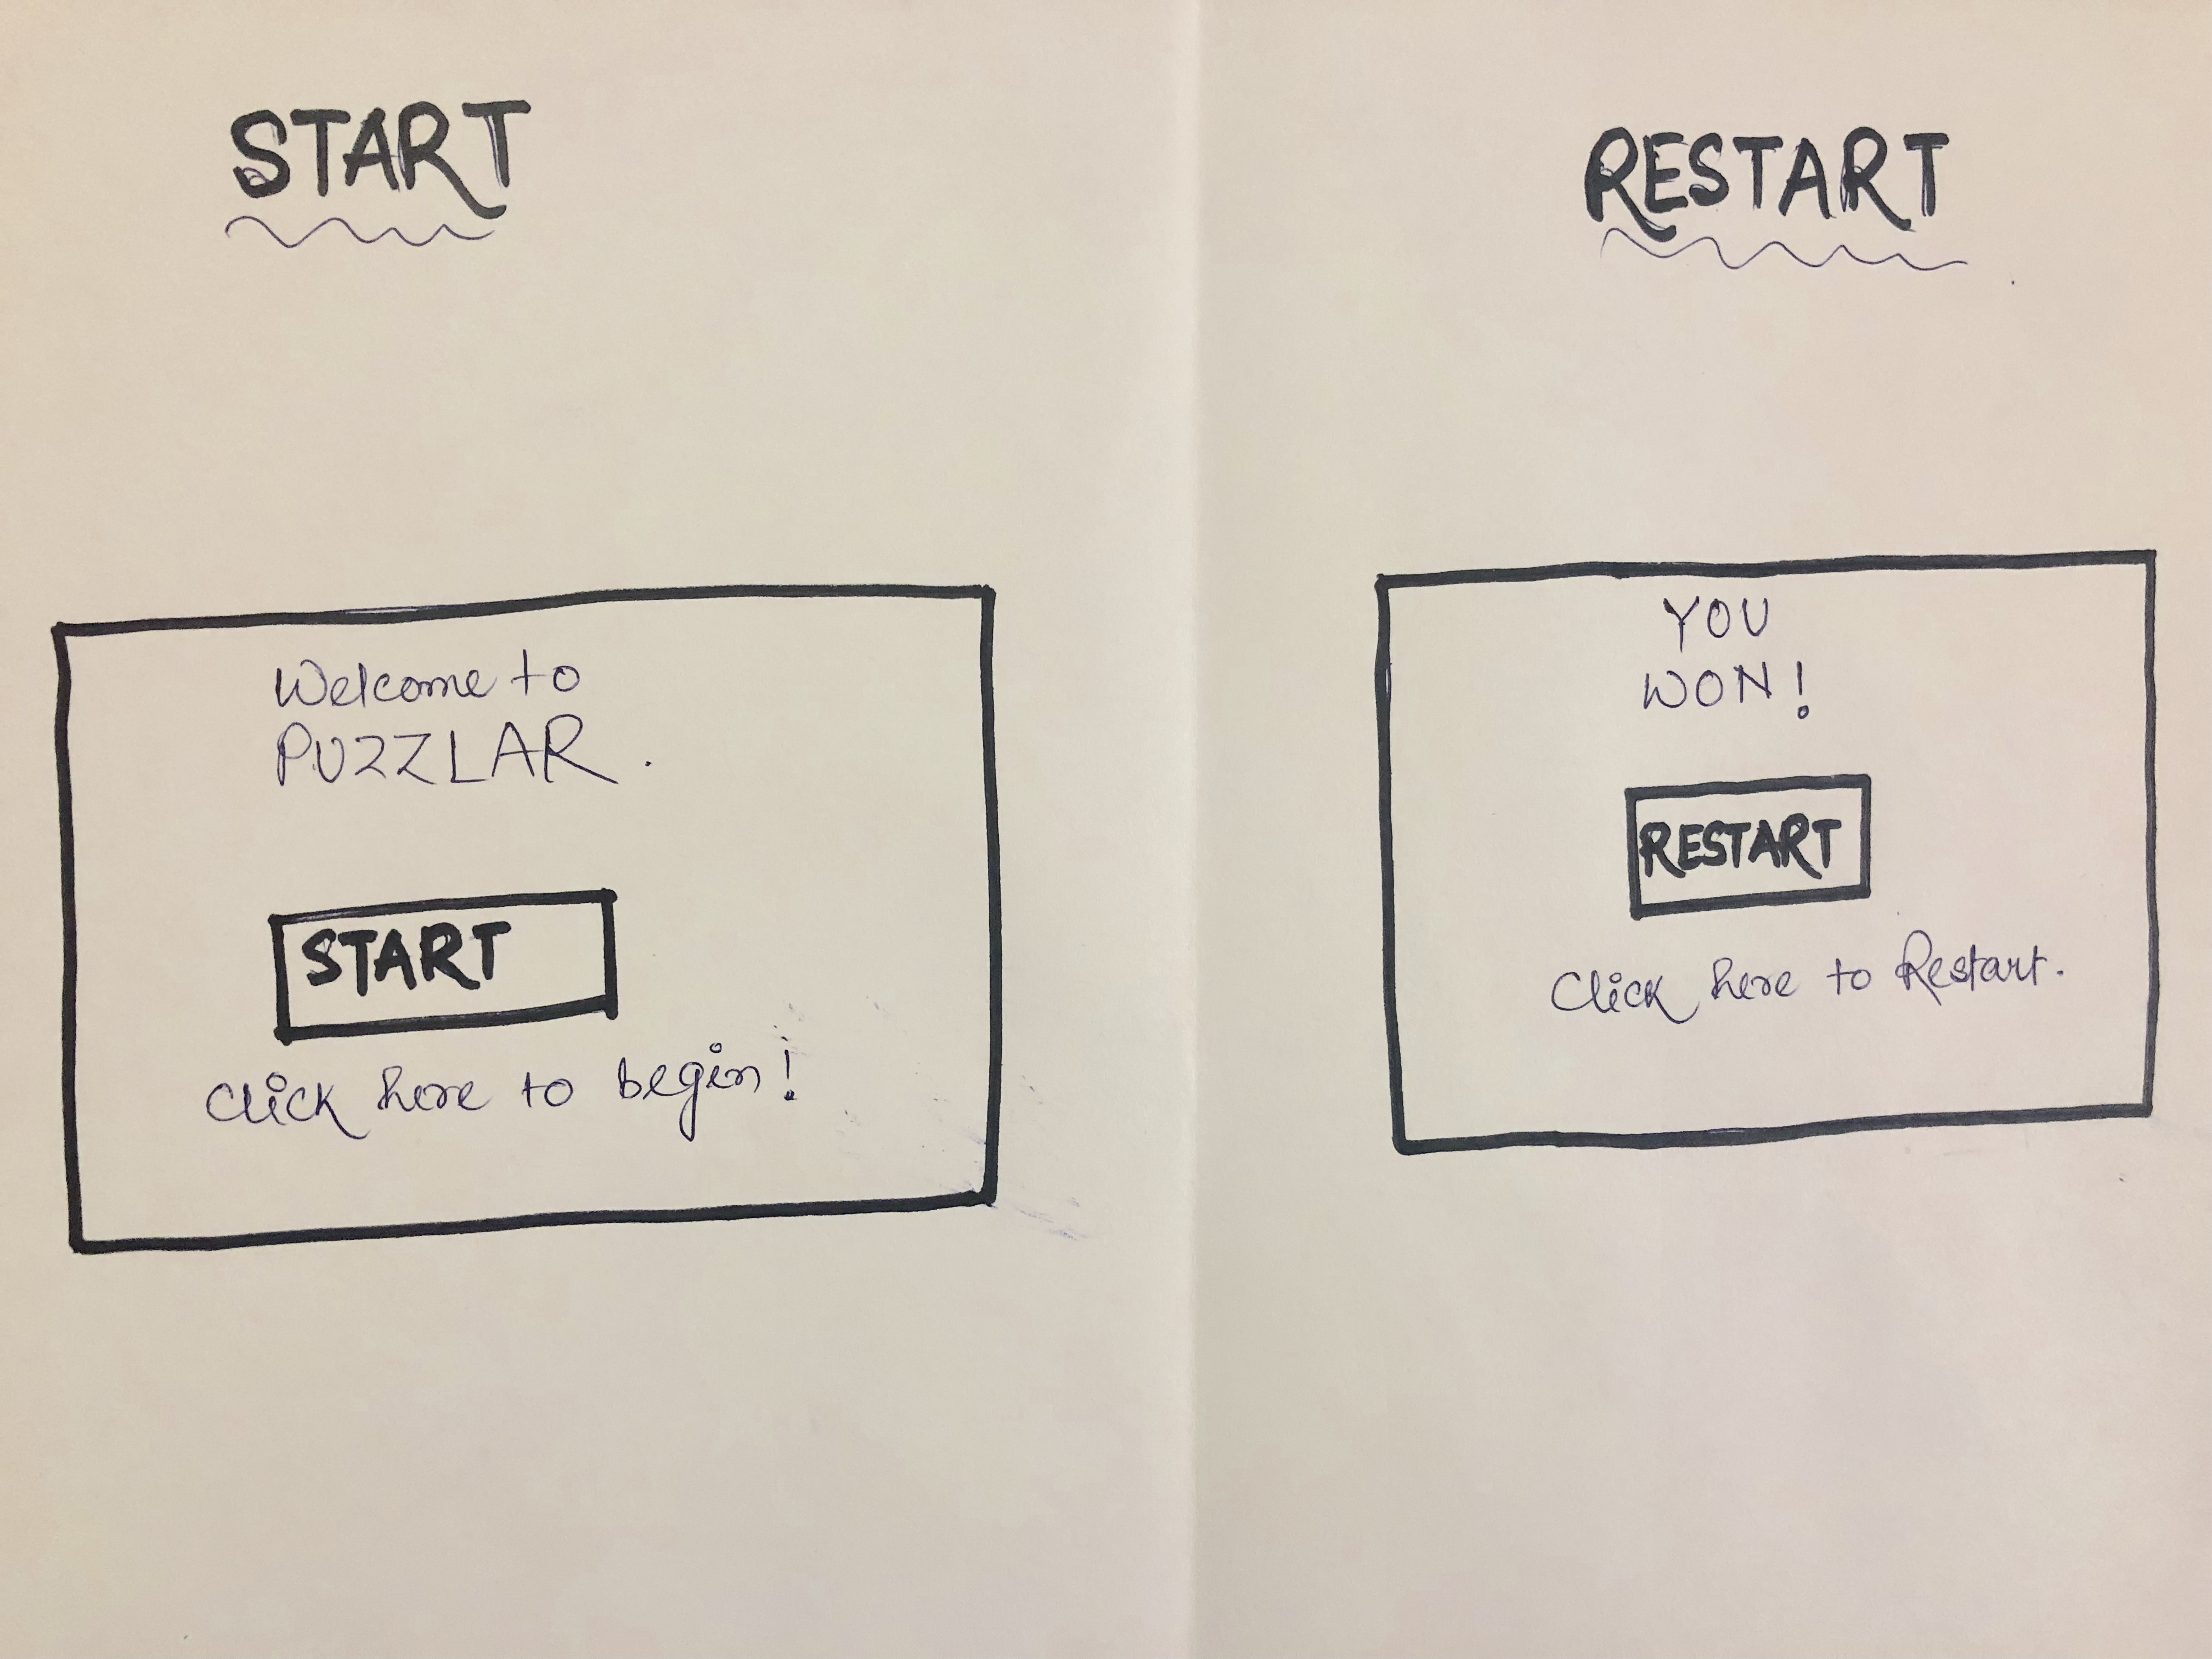 START
Welcome to
PUZZLAR.
START
Click here to begin!
RESTART
YOU
WON!
RESTART
Click here to Restart.